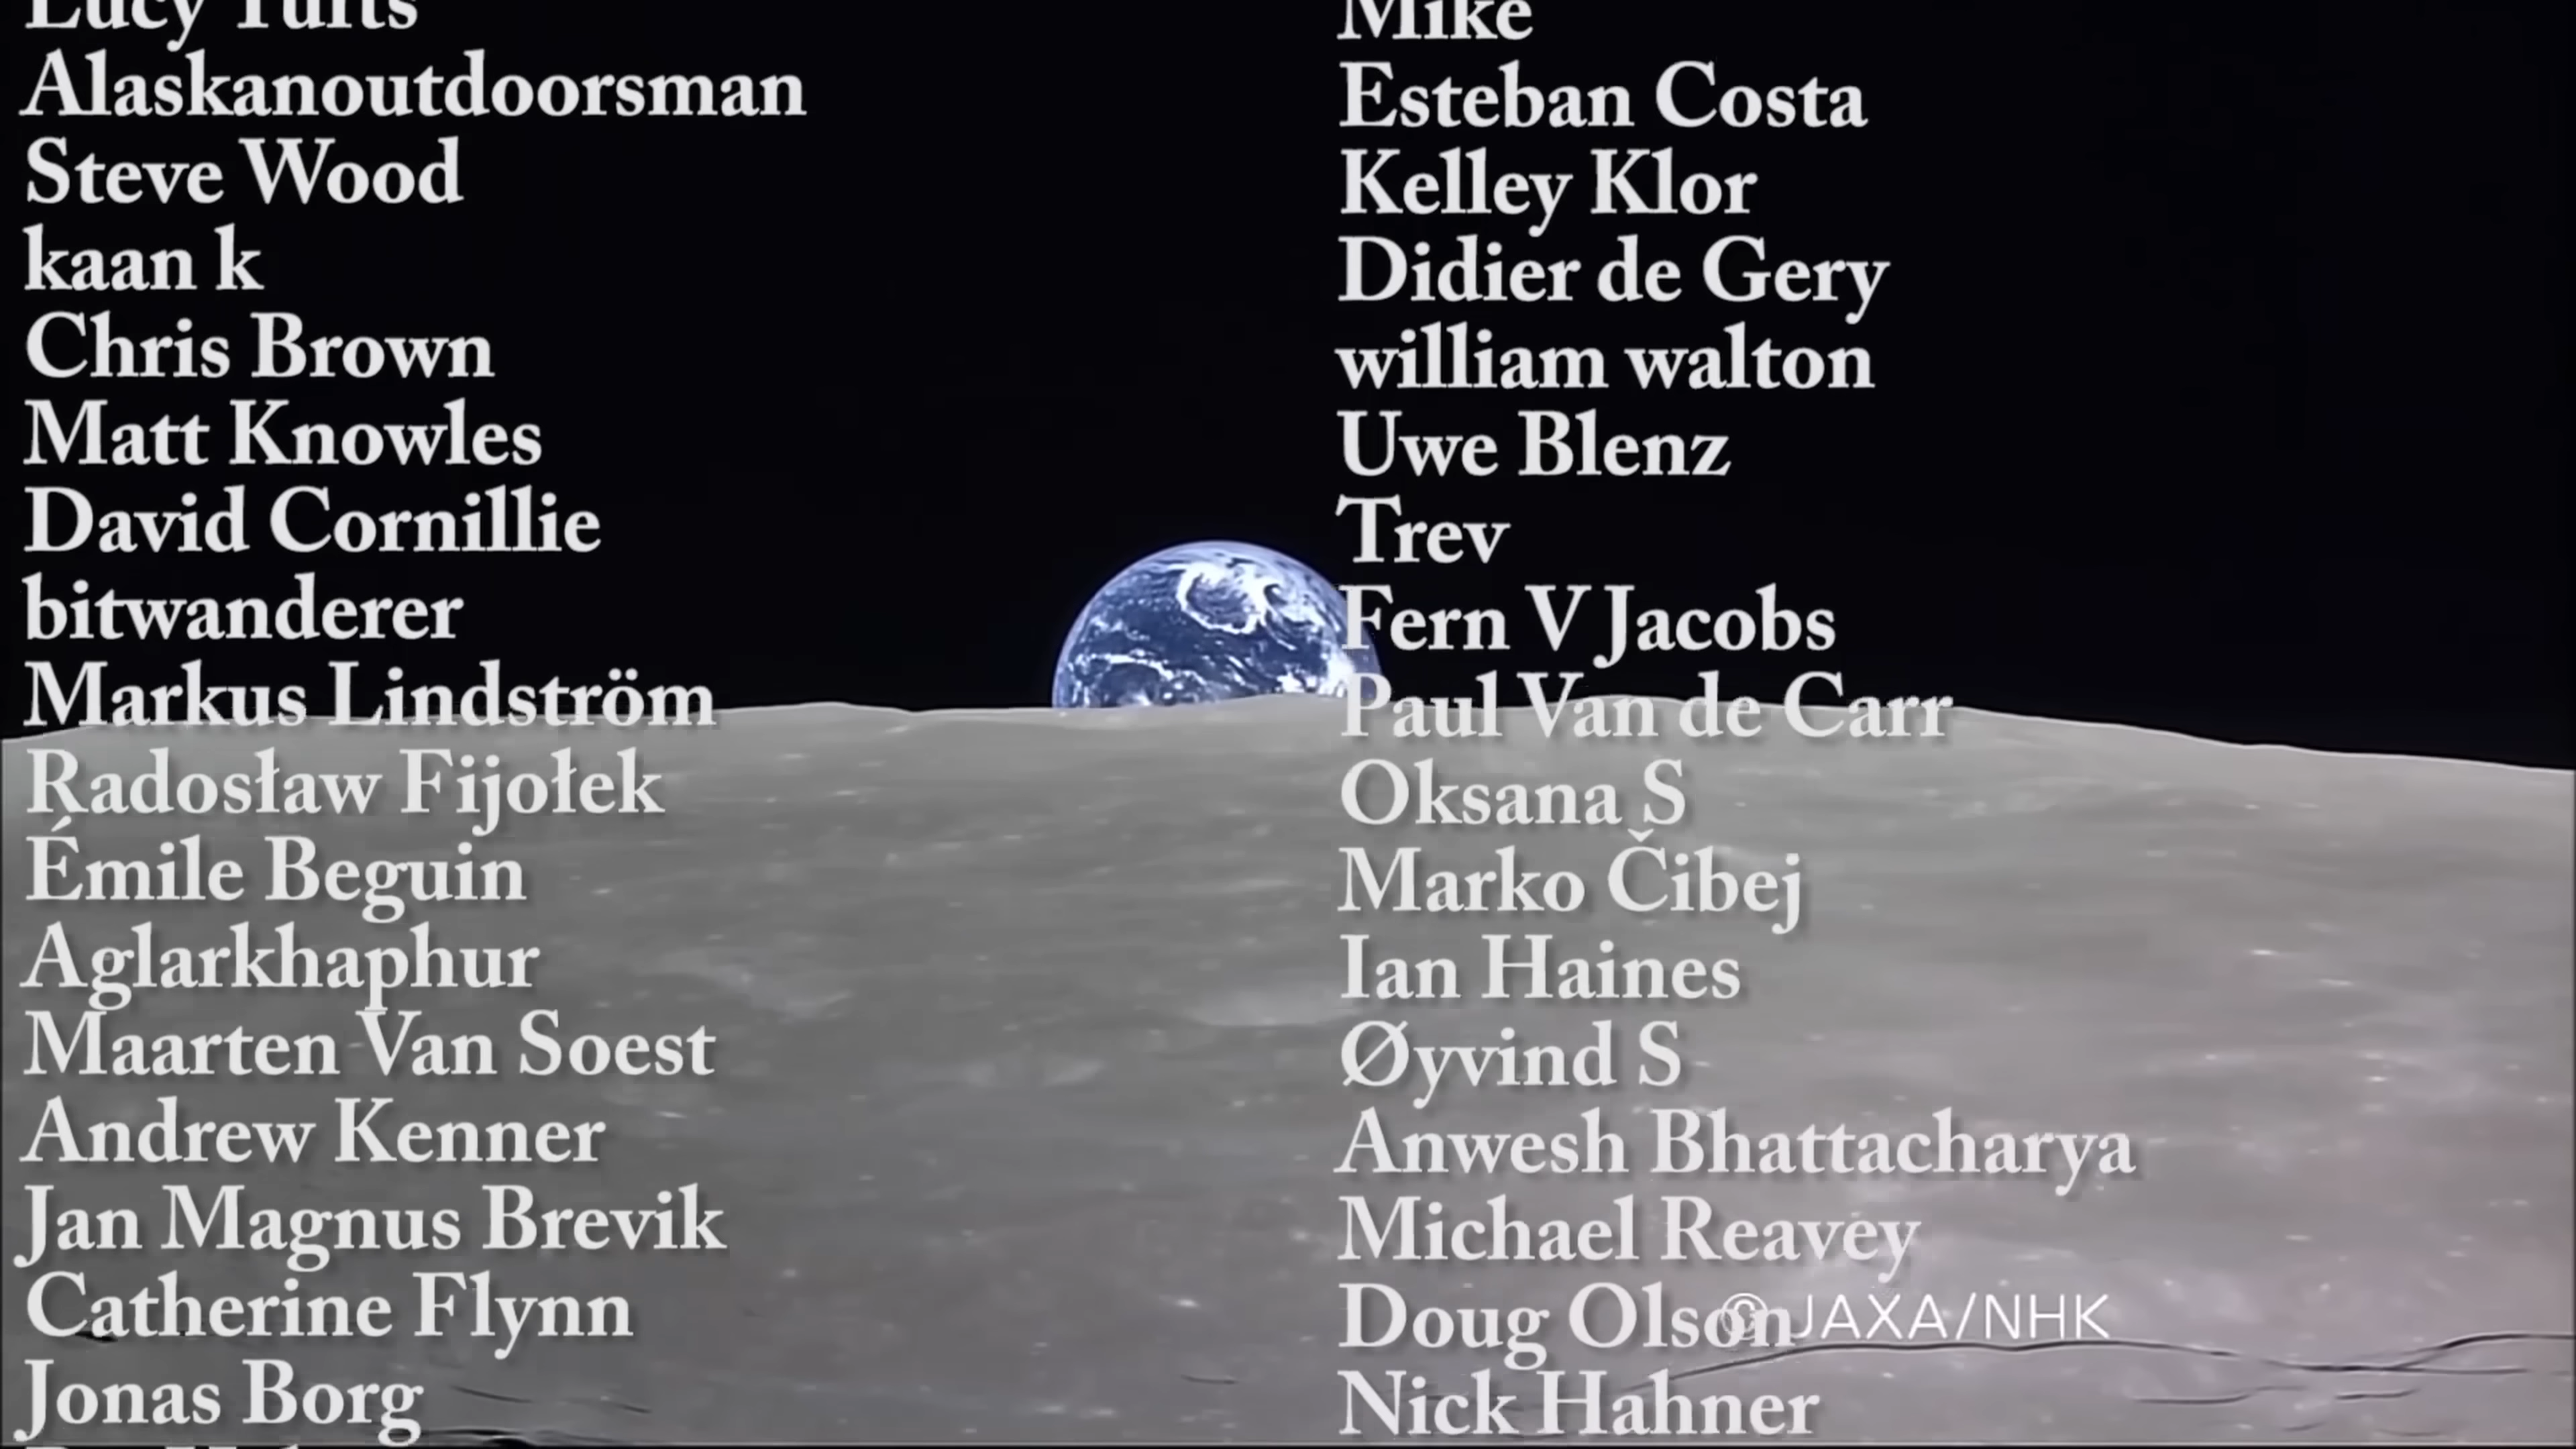 Lucy Tufts
Alaskanoutdoorsman
Steve Wood
kaan k
Chris Brown
Matt Knowles
David Cornillie
bitwanderer
Markus Lindström
Radosław Fijołek
Émile Beguin
Aglarkhaphur
Maarten Van Soest
Andrew Kenner
Jan Magnus Brevik
Catherine Flynn
Jonas Borg
Mike
Esteban Costa
Kelley Klor
Didier de Gery
william walton
Uwe Blenz
Trev
Fern V Jacobs
Paul Van de Carr
Oksana S
Marko Čibej
Ian Haines
Øyvind S
Anwesh Bhattacharya
Michael Reavey
Doug Olson
Nick Hahner
© JAXA/NHK